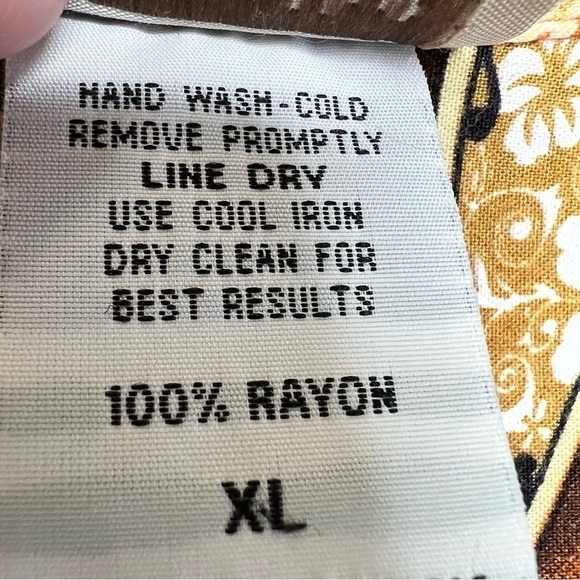 HAND WASH-COLD
REMOVE PROMPTLY
LINE DRY
USE COOL IRON
DRY CLEAN FOR
BEST RESULTS
100% RAYON
XL